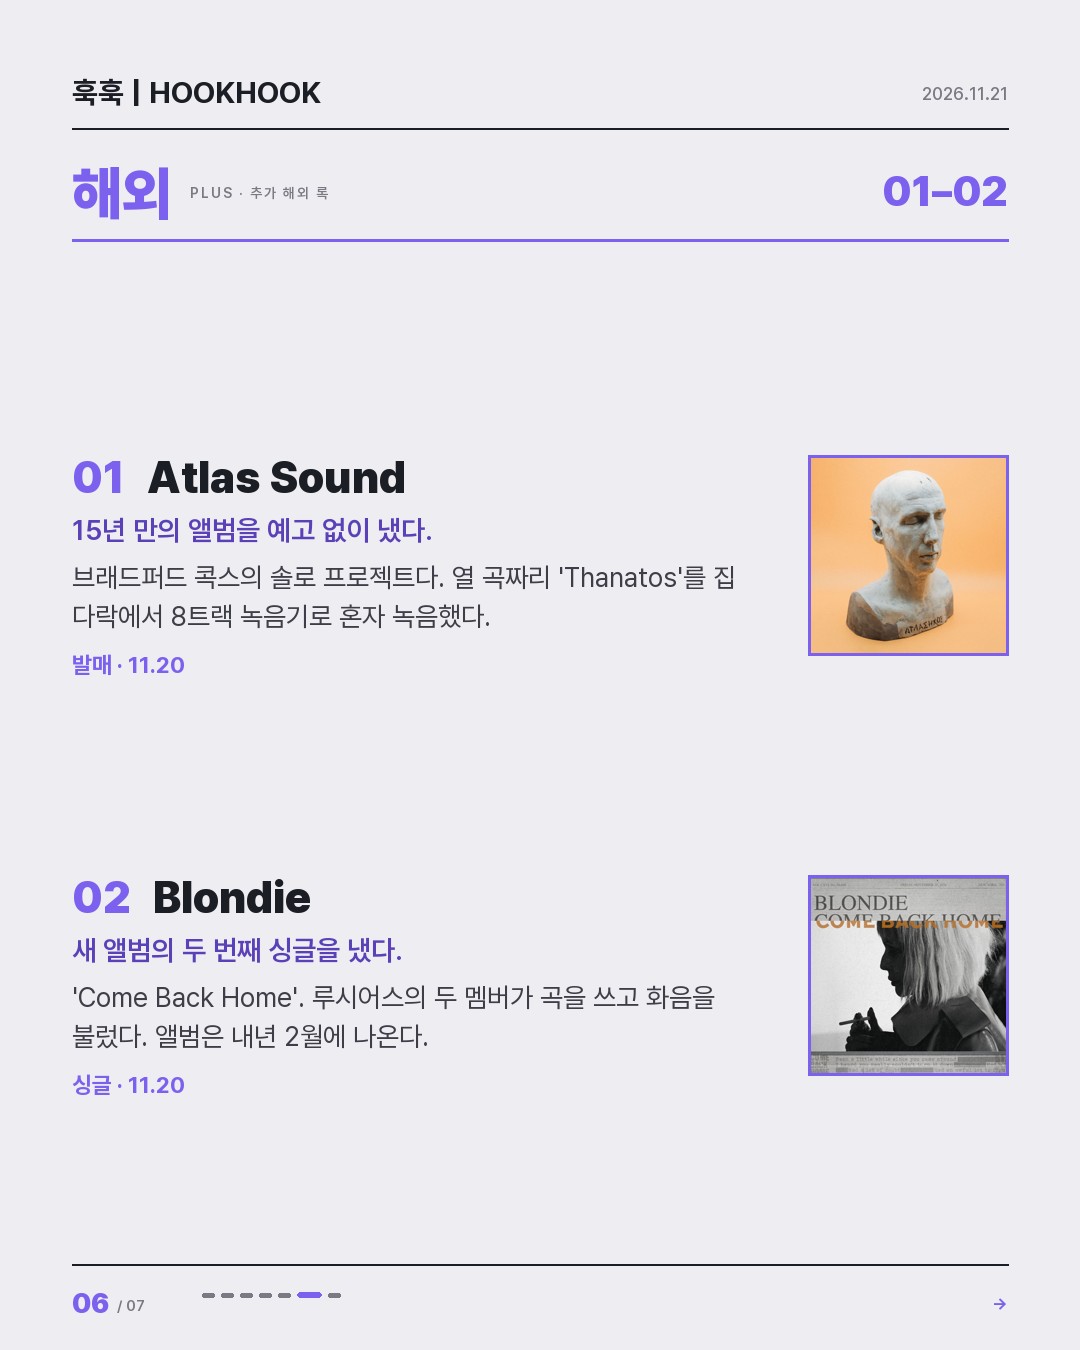 훅훅 | HOOKHOOK
2026.11.21
해외
PLUS · 추가 해외 록
01–02
01 Atlas Sound
15년 만의 앨범을 예고 없이 냈다.
브래드퍼드 콕스의 솔로 프로젝트다. 열 곡짜리 'Thanatos'를 집
다락에서 8트랙 녹음기로 혼자 녹음했다.
발매 · 11.20
02 Blondie
새 앨범의 두 번째 싱글을 냈다.
'Come Back Home'. 루시어스의 두 멤버가 곡을 쓰고 화음을
불렀다. 앨범은 내년 2월에 나온다.
싱글 · 11.20
BLONDIE
COME BACK HOME
06 / 07
→